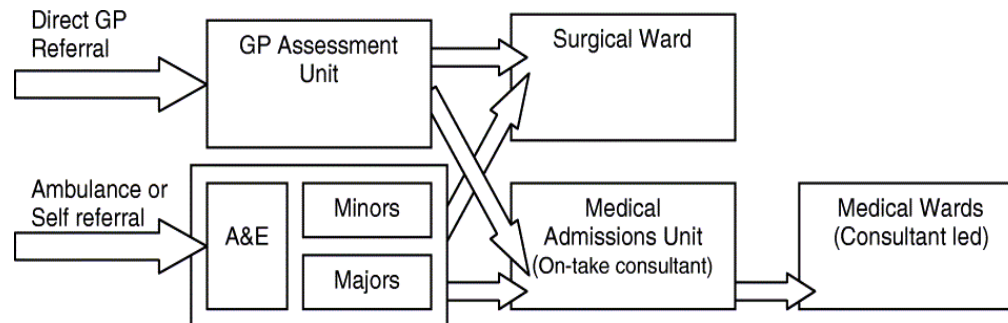 Direct GP
Referral
GP Assessment
Unit
Surgical Ward
Ambulance or
Self referral
A&E
Minors
Majors
Medical
Admissions Unit
(On-take consultant)
Medical Wards
(Consultant led)